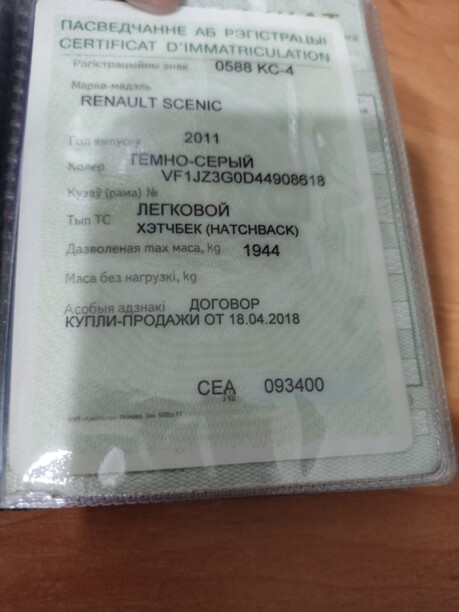 ПАСВЕДЧАННЕ АБ РЭГІСТРАЦЫІ
CERTIFICAT D'IMMATRICULATION
Рэгістрацыйны знак 0588 KC-4
Марка-мадэль
RENAULT SCENIC
Год выпуску 2011
Колер ТЕМНО-СЕРЫЙ
VF1JZ3G0D44908618
Кузаў (рама) №
Тып ТС ЛЕГКОВОЙ
ХЭТЧБЕК (HATCHBACK)
Дазволеная max маса, kg 1944
Маса без нагрузкі, kg
Асобыя адзнакі ДОГОВОР
КУПЛИ-ПРОДАЖИ ОТ 18.04.2018
CEA 093400